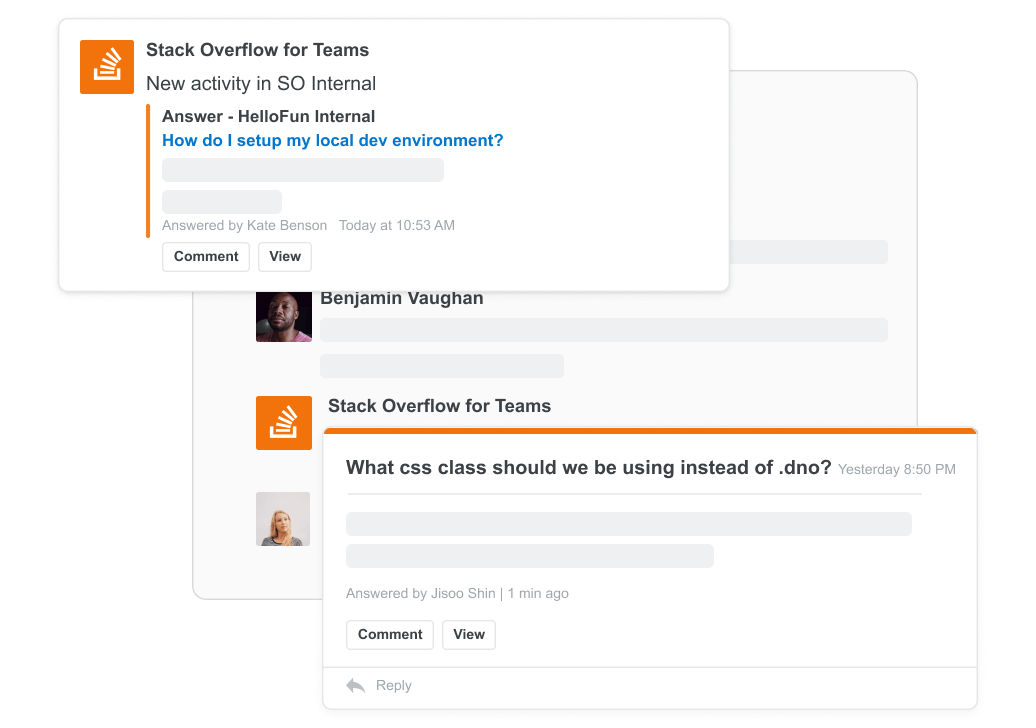 Stack Overflow for Teams
New activity in SO Internal
Answer - HelloFun Internal
How do I setup my local dev environment?
Answered by Kate Benson Today at 10:53 AM
Comment View
Benjamin Vaughan
Stack Overflow for Teams
What css class should we be using instead of .dno? Yesterday 8:50 PM
Answered by Jisoo Shin | 1 min ago
Comment View
Reply